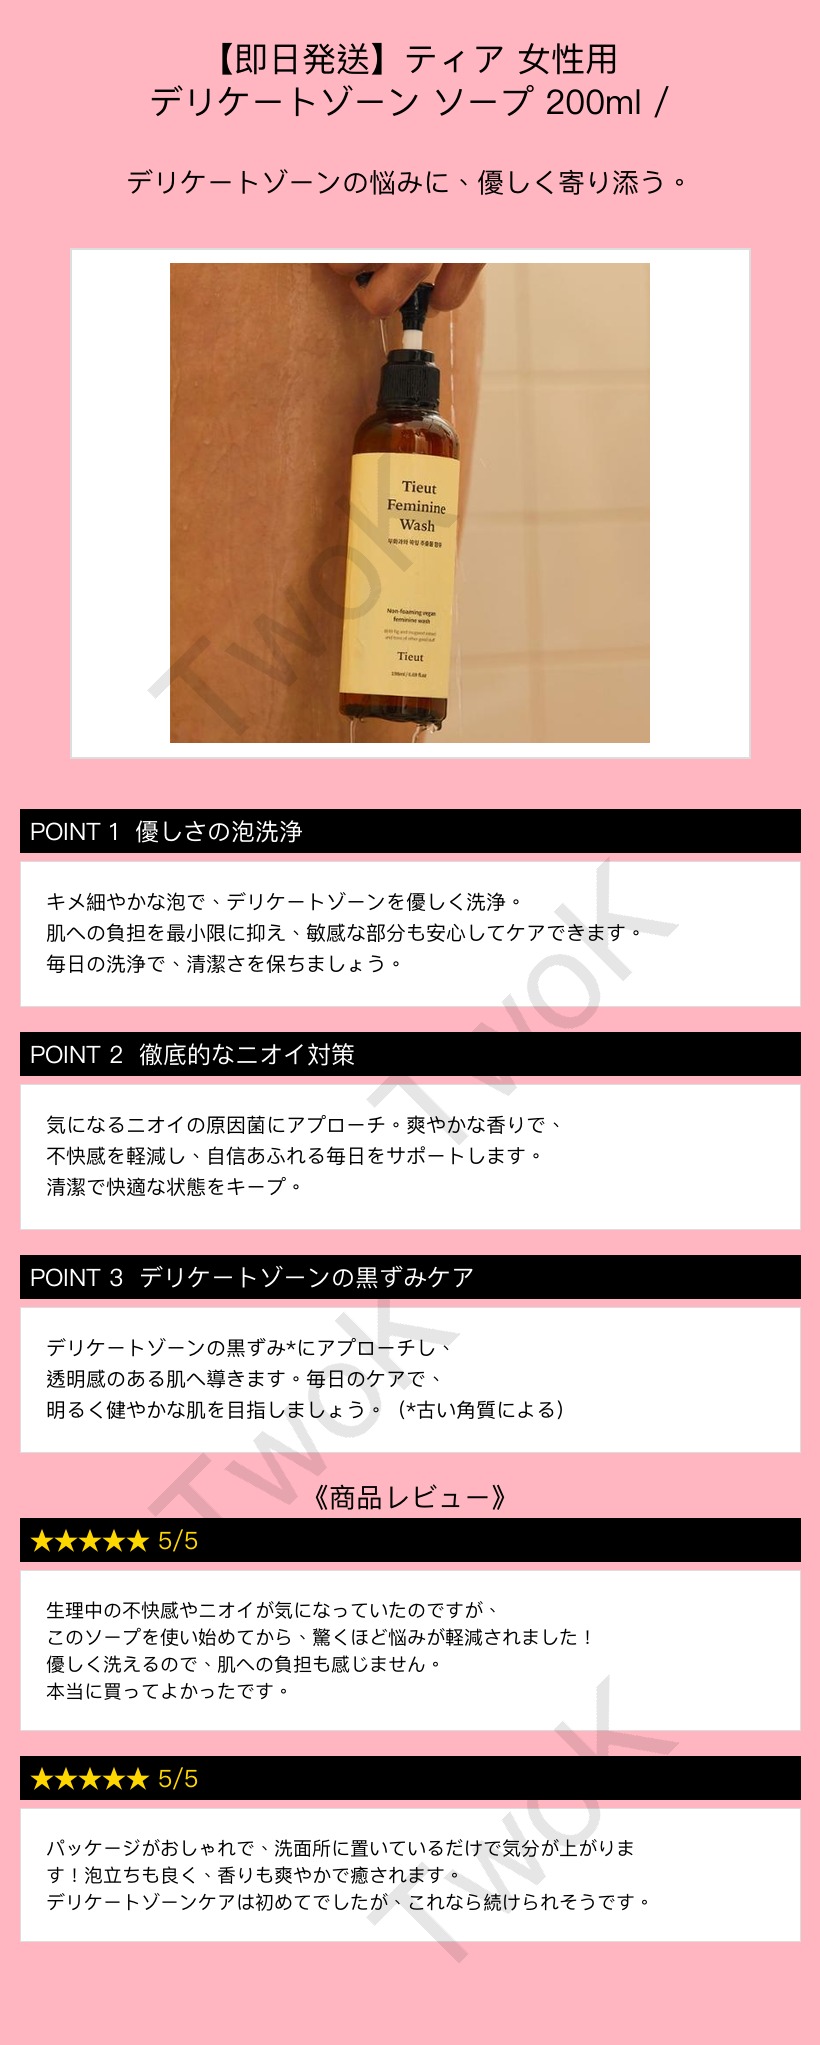 【即日発送】ティア 女性用
デリケートゾーン ソープ 200ml /
デリケートゾーンの悩みに、優しく寄り添う。
Tieut
Feminine
Wash
무화과와 쑥잎 추출물 함유
Non-foaming vegan
feminine wash
Tieut
TwoK
POINT 1 優しさの泡洗浄
キメ細やかな泡で、デリケートゾーンを優しく洗浄。
肌への負担を最小限に抑え、敏感な部分も安心してケアできます。
毎日の洗浄で、清潔さを保ちましょう。
TwoK
POINT 2 徹底的なニオイ対策
気になるニオイの原因菌にアプローチ。爽やかな香りで、
不快感を軽減し、自信あふれる毎日をサポートします。
清潔で快適な状態をキープ。
POINT 3 デリケートゾーンの黒ずみケア
デリケートゾーンの黒ずみ*にアプローチし、
透明感のある肌へ導きます。毎日のケアで、
明るく健やかな肌を目指しましょう。（*古い角質による）
TwoK
《商品レビュー》
★★★★★ 5/5
生理中の不快感やニオイが気になっていたのですが、
このソープを使い始めてから、驚くほど悩みが軽減されました！
優しく洗えるので、肌への負担も感じません。
本当に買ってよかったです。
★★★★★ 5/5
パッケージがおしゃれで、洗面所に置いているだけで気分が上がりま
す！泡立ちも良く、香りも爽やかで癒されます。
デリケートゾーンケアは初めてでしたが、これなら続けられそうです。
TwoK